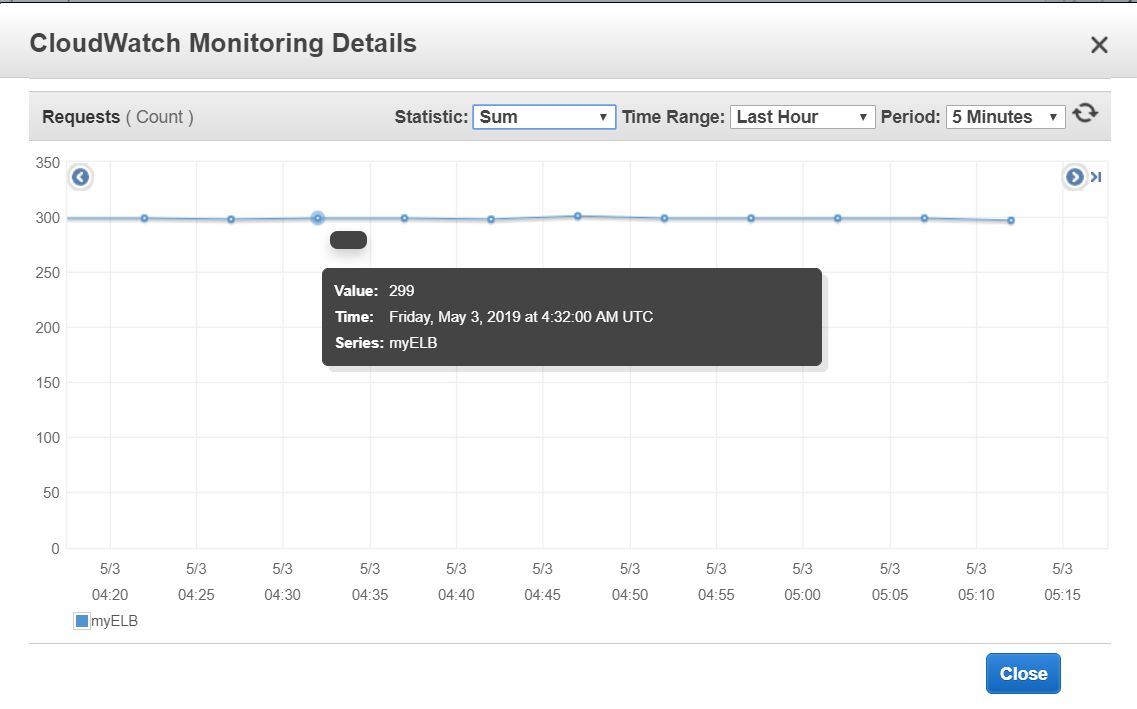 CloudWatch Monitoring Details
Requests ( Count ) Statistic: Sum Time Range: Last Hour Period: 5 Minutes
350
300
250
200
150
100
50
0
Value: 299
Time: Friday, May 3, 2019 at 4:32:00 AM UTC
Series: myELB
5/3 5/3 5/3 5/3 5/3 5/3 5/3 5/3 5/3 5/3 5/3 5/3
04:20 04:25 04:30 04:35 04:40 04:45 04:50 04:55 05:00 05:05 05:10 05:15
myELB
Close